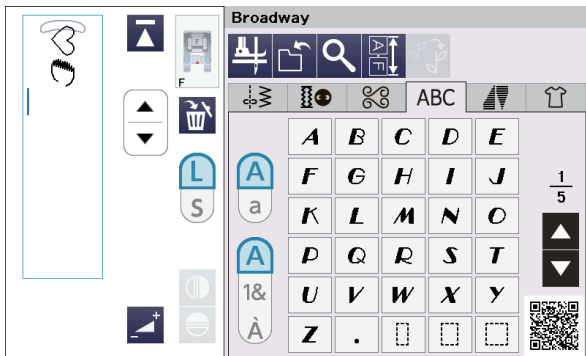 Broadway
F
A F
ABC
L
S
A
a
A
1&
À
A B C D E
F G H I J
K L M N O
P Q R S T
U V W X Y
Z .
1
5